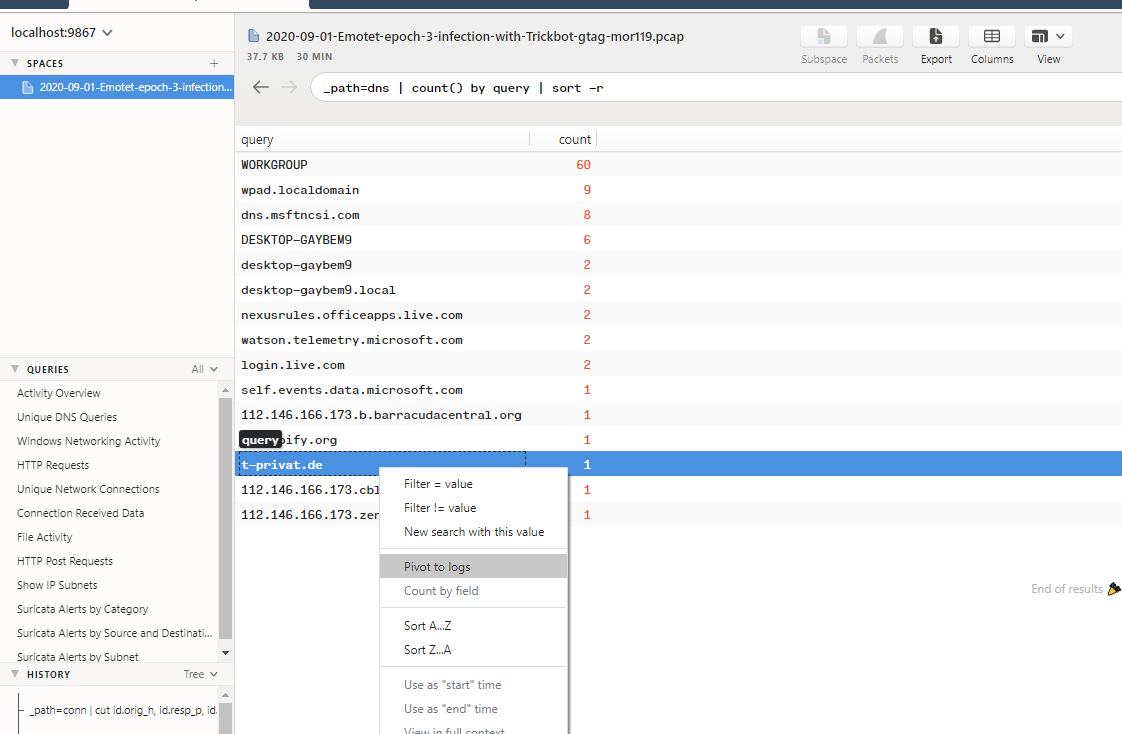 localhost:9867
SPACES
2020-09-01-Emotet-epoch-3-infection...
QUERIES
All
Activity Overview
Unique DNS Queries
Windows Networking Activity
HTTP Requests
Unique Network Connections
Connection Received Data
File Activity
HTTP Post Requests
Show IP Subnets
Suricata Alerts by Category
Suricata Alerts by Source and Destinati...
Suricata Alerts by Subnet
HISTORY
Tree
_path=conn | cut id.orig_h, id.resp_p, id.
2020-09-01-Emotet-epoch-3-infection-with-Trickbot-gtag-mor119.pcap
37.7 KB 30 MIN
Subspace
Packets
Export
Columns
View
_path=dns | count() by query | sort -r
query count
WORKGROUP 60
wpad.localdomain 9
dns.msftncsi.com 8
DESKTOP-GAYBEM9 6
desktop-gaybem9 2
desktop-gaybem9.local 2
nexusrules.officeapps.live.com 2
watson.telemetry.microsoft.com 2
login.live.com 2
self.events.data.microsoft.com 1
112.146.166.173.b.barracudacentral.org 1
query pify.org 1
t-privat.de 1
112.146.166.173.cbl 1
112.146.166.173.zen 1
Filter = value
Filter != value
New search with this value
Pivot to logs
Count by field
Sort A...Z
Sort Z...A
Use as "start" time
Use as "end" time
View in full context
End of results